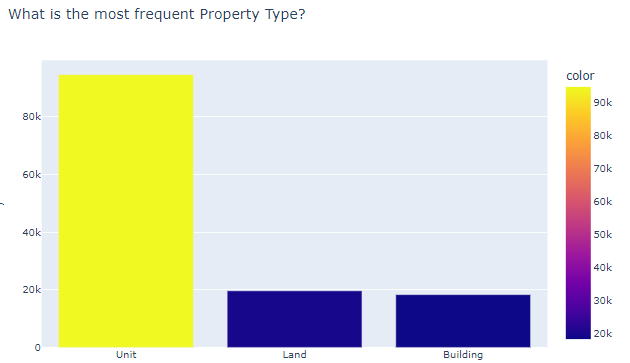 What is the most frequent Property Type?
color
90k
80k
70k
60k
50k
40k
30k
20k
80k
60k
40k
20k
0
Unit
Land
Building